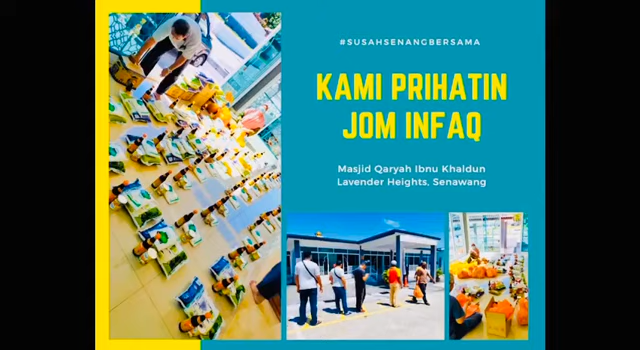 #SUSAHSENANGBERSAMA
KAMI PRIHATIN
JOM INFAQ
Masjid Qaryah Ibnu Khaldun
Lavender Heights, Senawang